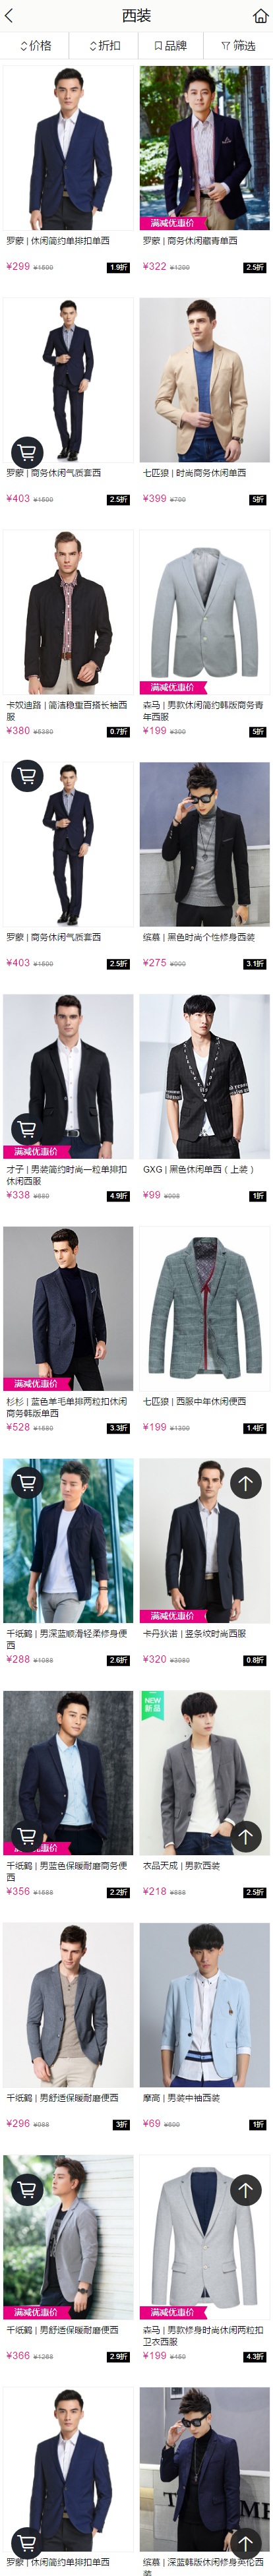 西装
价格 折扣 品牌 筛选
满减优惠价
罗蒙 | 休闲简约单排扣单西
¥299 ¥1590 1.9折
罗蒙 | 商务休闲藏青单西
¥322 ¥1290 2.5折
罗蒙 | 商务休闲气质套西
¥403 ¥1590 2.5折
七匹狼 | 时尚商务休闲单西
¥399 ¥799 5折
满减优惠价
卡奴迪路 | 简洁稳重百搭长袖西
服
¥380 ¥5380 0.7折
森马 | 男款休闲简约韩版商务青
年西服
¥199 ¥399 5折
罗蒙 | 商务休闲气质套西
¥403 ¥1590 2.5折
缤慕 | 黑色时尚个性修身西装
¥275 3.1折
满减优惠价
才子 | 男装简约时尚一粒单排扣
休闲西服
¥338 ¥680 4.9折
GXG | 黑色休闲单西（上装）
¥99 ¥998 1折
满减优惠价
杉杉 | 蓝色羊毛单排两粒扣休闲
商务韩版单西
¥528 ¥1580 3.3折
七匹狼 | 西服中年休闲便西
¥199 ¥1399 1.4折
满减优惠价
千纸鹤 | 男深蓝顺滑轻柔修身便
西
¥288 ¥1088 2.6折
卡丹狄诺 | 竖条纹时尚西服
¥320 ¥3980 0.8折
NEW
新品
满减优惠价
千纸鹤 | 男蓝色保暖耐磨商务便
西
¥356 ¥1588 2.2折
衣品天成 | 男款西装
¥218 ¥888 2.5折
千纸鹤 | 男舒适保暖耐磨便西
¥296 ¥988 3折
摩高 | 男装中袖西装
¥69 ¥690 1折
满减优惠价
满减优惠价
千纸鹤 | 男舒适保暖耐磨便西
¥366 ¥1268 2.9折
森马 | 男款修身时尚休闲两粒扣
卫衣西服
¥199 ¥459 4.3折
罗蒙 | 休闲简约单排扣单西
缤慕 | 深蓝韩版休闲修身英伦西
装